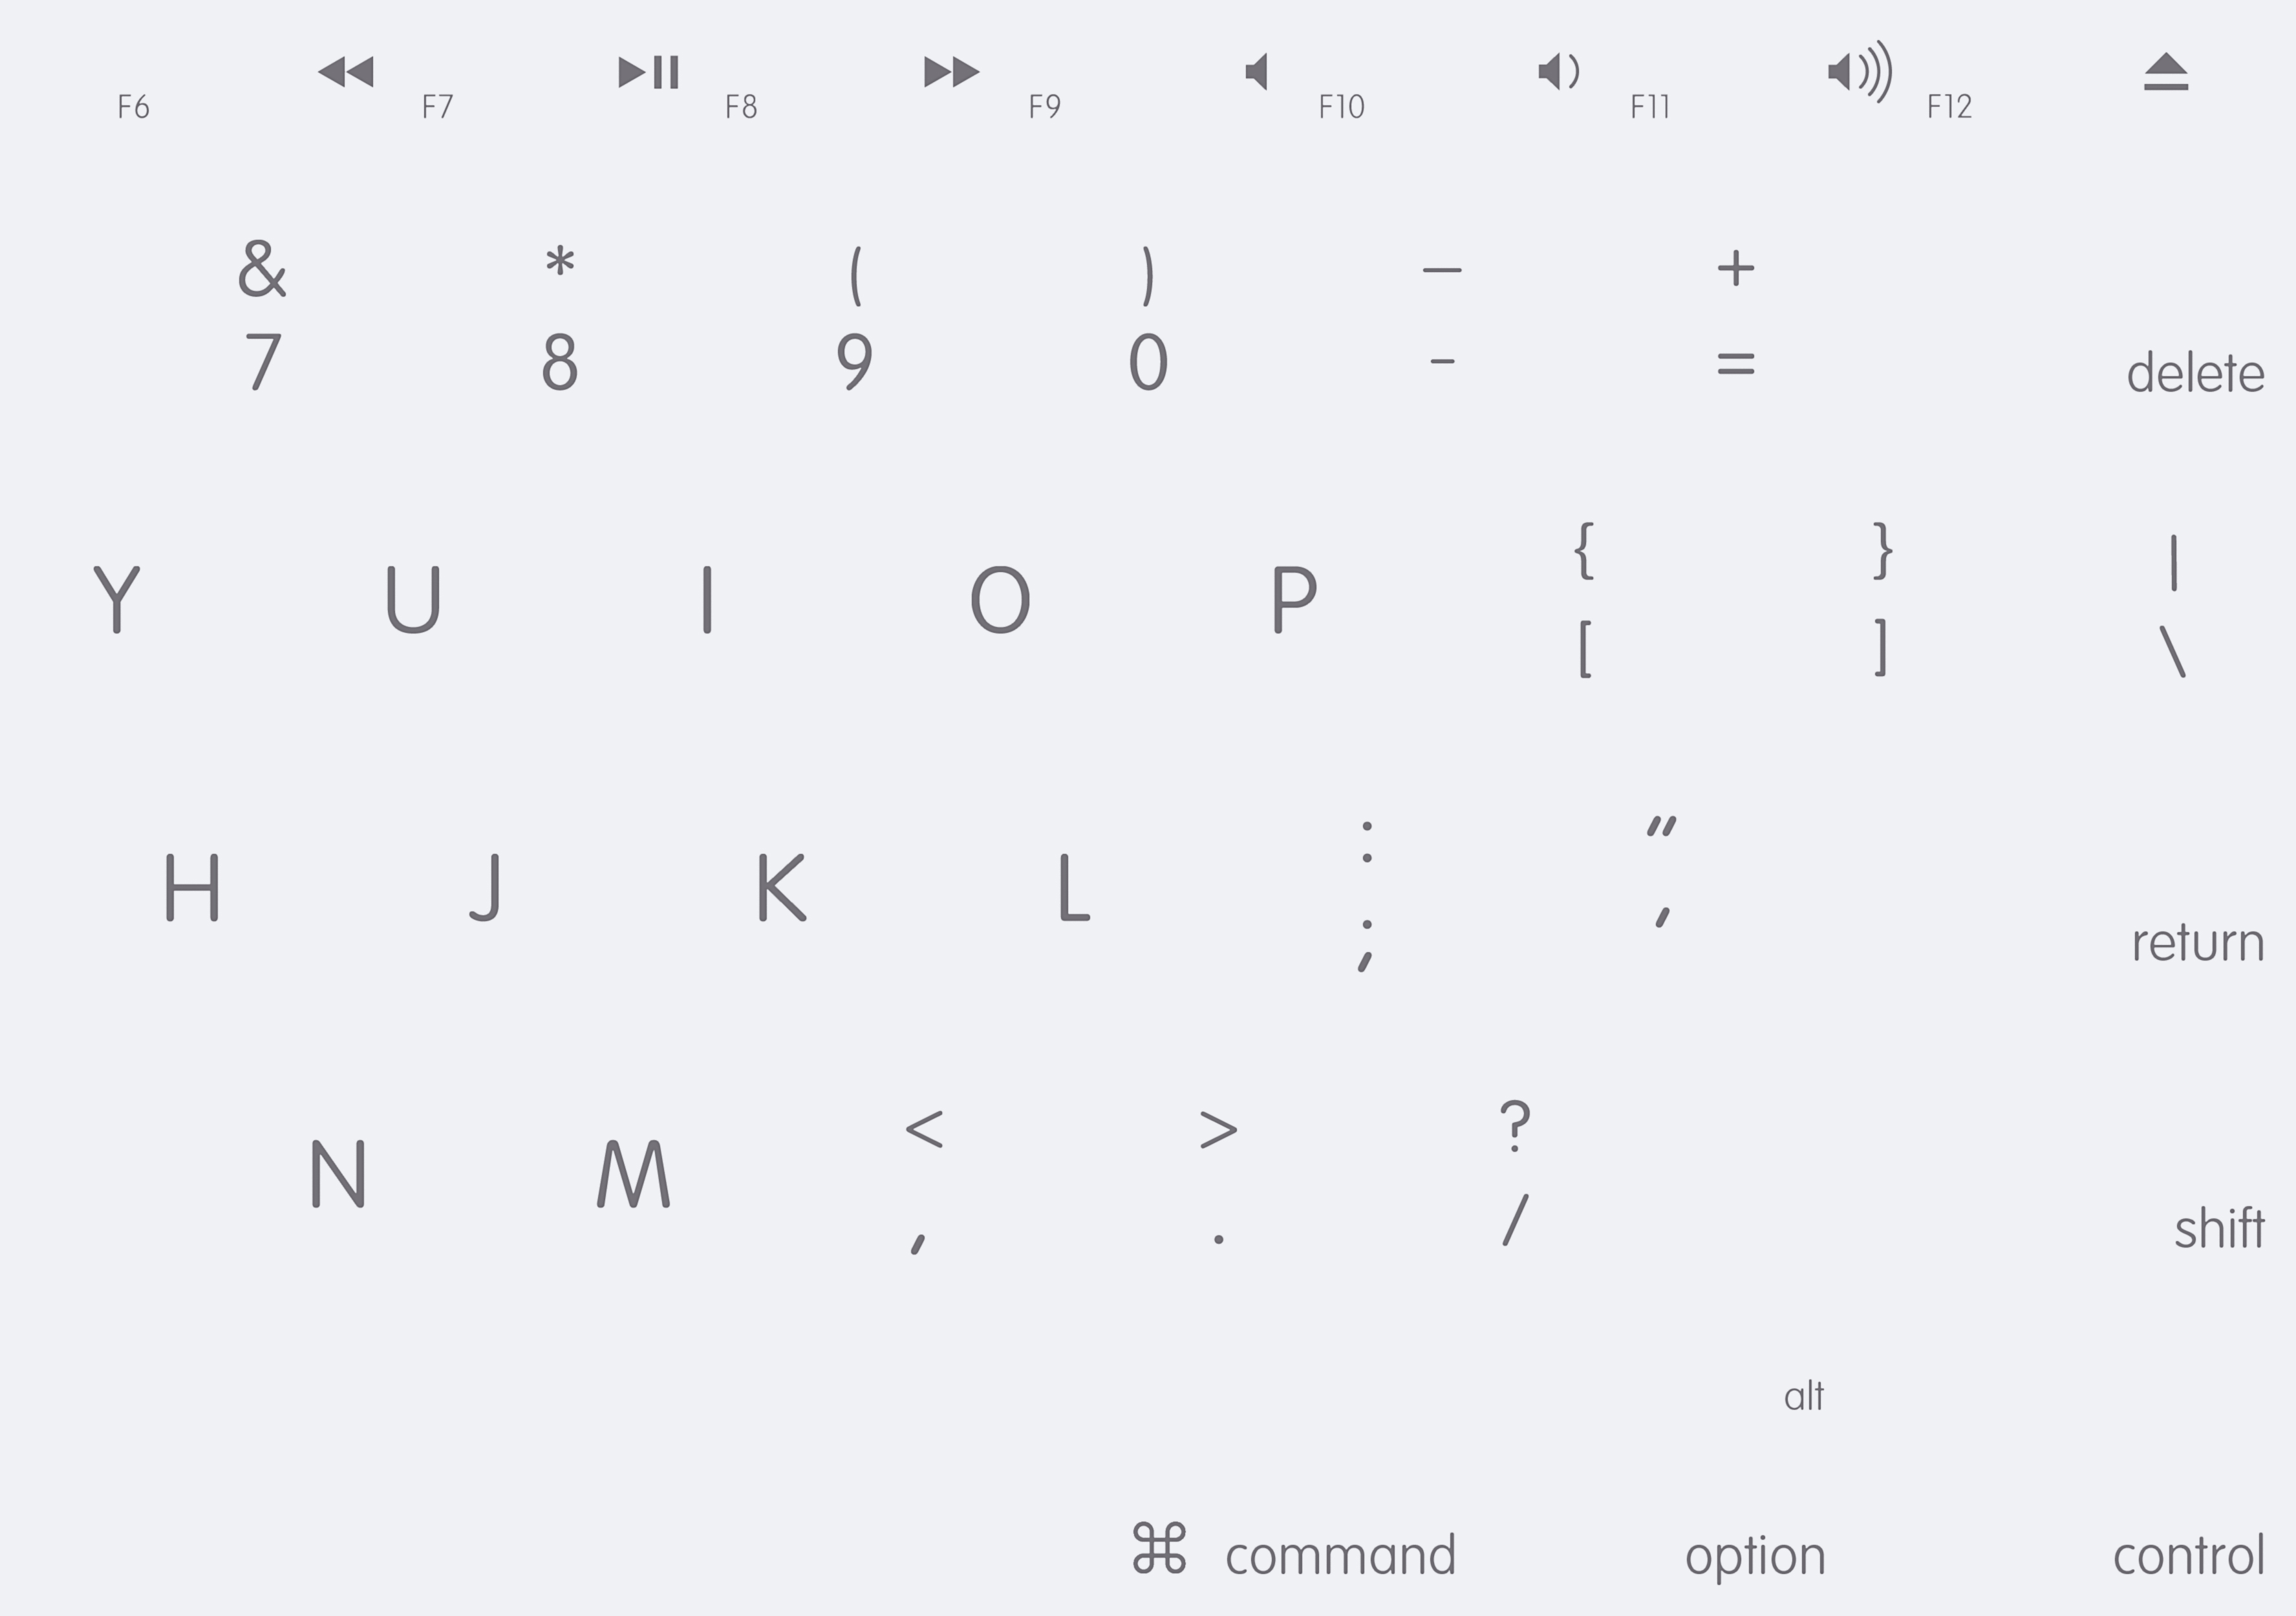 F6 F7 F8 F9 F10 F11 F12
& * ( ) — +
7 8 9 0 - =
delete
{ } |
Y U I O P
[ ] \
: "
H J K L
; '
return
< > ?
N M
, . /
shift
alt
⌘ command option control